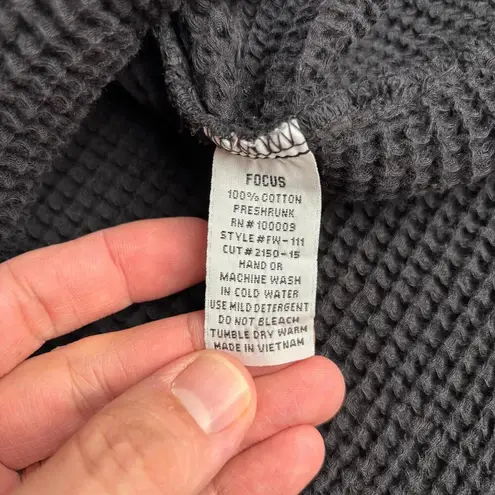 FOCUS
100% COTTON
PRESHRUNK
RN# 100009
STYLE#FW-111
CUT#2150-15
HAND OR
MACHINE WASH
IN COLD WATER
USE MILD DETERGENT
DO NOT BLEACH
TUMBLE DRY WARM
MADE IN VIETNAM